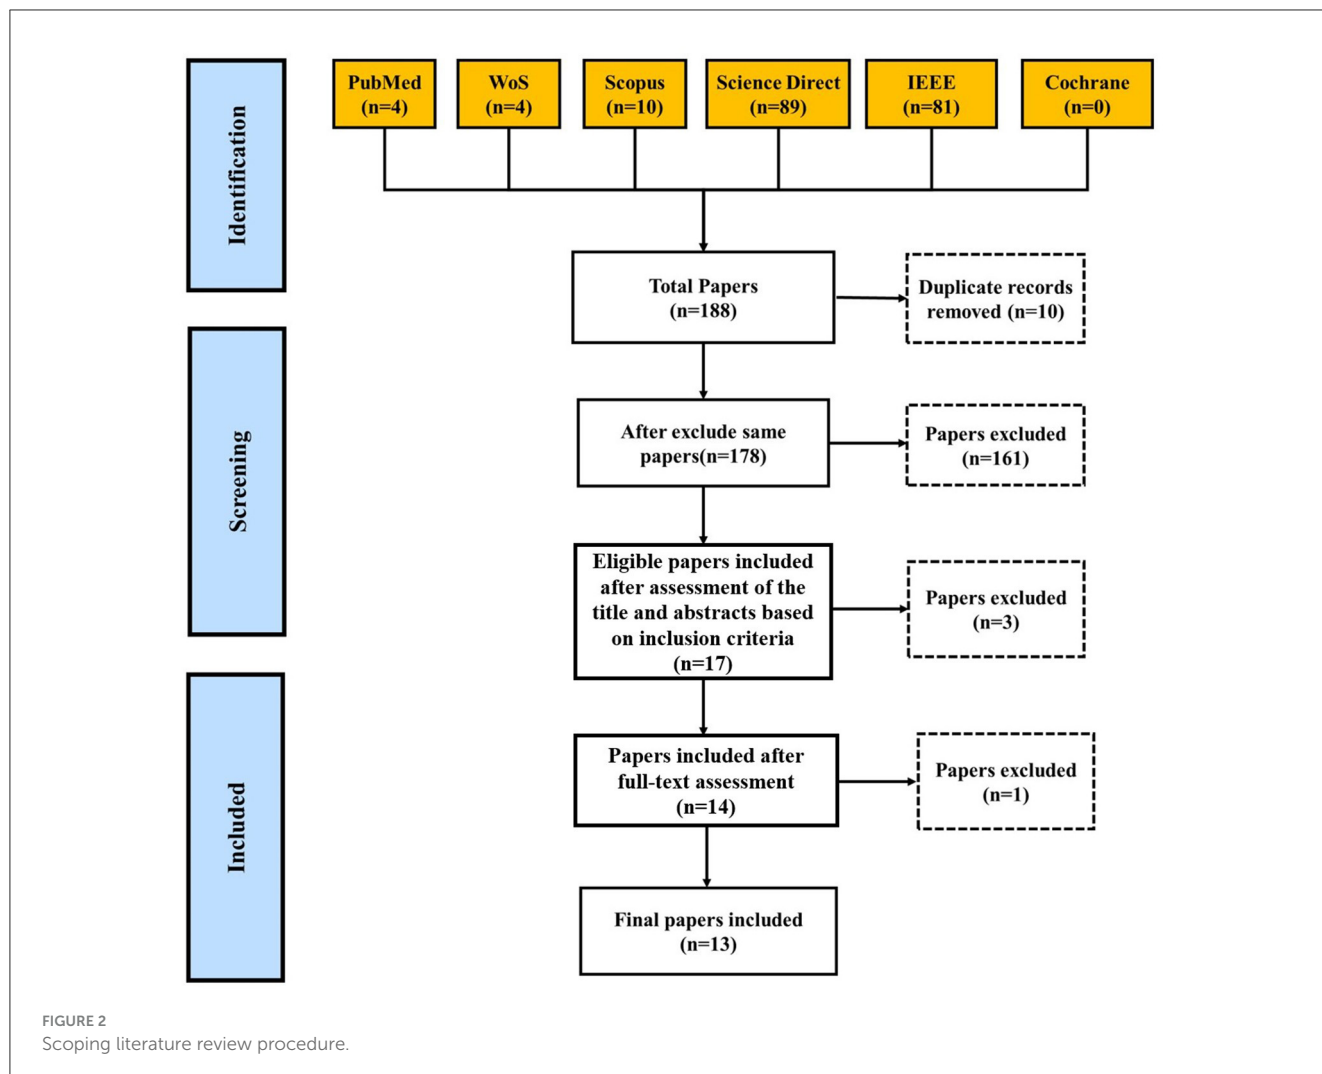 Identification
PubMed
(n=4)
WoS
(n=4)
Scopus
(n=10)
Science Direct
(n=89)
IEEE
(n=81)
Cochrane
(n=0)
Total Papers
(n=188)
Duplicate records
removed (n=10)
Screening
After exclude same
papers(n=178)
Papers excluded
(n=161)
Eligible papers included
after assessment of the
title and abstracts based
on inclusion criteria
(n=17)
Papers excluded
(n=3)
Included
Papers included after
full-text assessment
(n=14)
Papers excluded
(n=1)
Final papers included
(n=13)
FIGURE 2
Scoping literature review procedure.